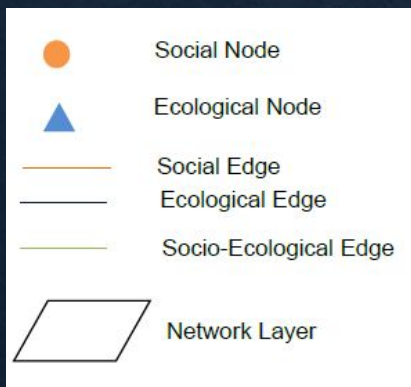 Social Node
Ecological Node
Social Edge
Ecological Edge
Socio-Ecological Edge
Network Layer